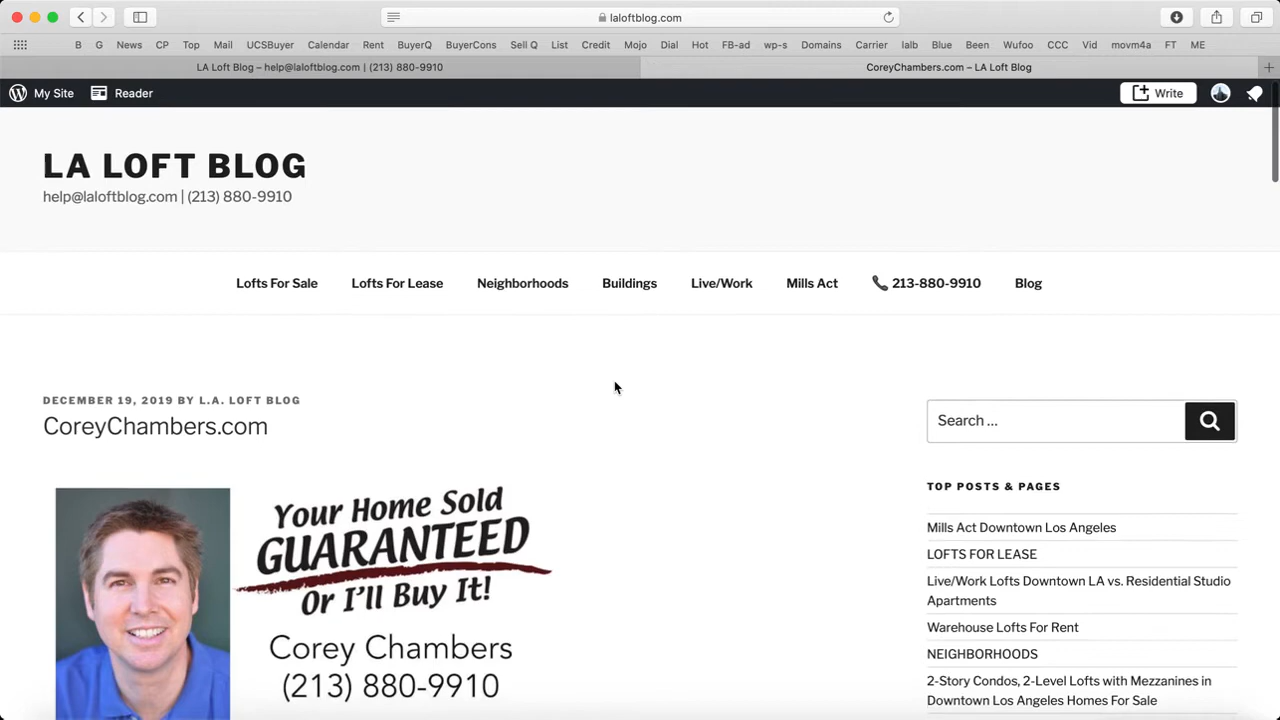 laloftblog.com
B G News CP Top Mail UCSBuyer Calendar Rent BuyerQ BuyerCons Sell Q List Credit Mojo Dial Hot FB-ad wp-s Domains Carrier lalb Blue Been Wufoo CCC Vid movm4a FT ME
LA Loft Blog – help@laloftblog.com | (213) 880-9910
CoreyChambers.com – LA Loft Blog
My Site Reader Write
LA LOFT BLOG
help@laloftblog.com | (213) 880-9910
Lofts For Sale Lofts For Lease Neighborhoods Buildings Live/Work Mills Act 213-880-9910 Blog
DECEMBER 19, 2019 BY L.A. LOFT BLOG
CoreyChambers.com
Your Home Sold
GUARANTEED
Or I'll Buy It!
Corey Chambers
(213) 880-9910
Search …
TOP POSTS & PAGES
Mills Act Downtown Los Angeles
LOFTS FOR LEASE
Live/Work Lofts Downtown LA vs. Residential Studio
Apartments
Warehouse Lofts For Rent
NEIGHBORHOODS
2-Story Condos, 2-Level Lofts with Mezzanines in
Downtown Los Angeles Homes For Sale